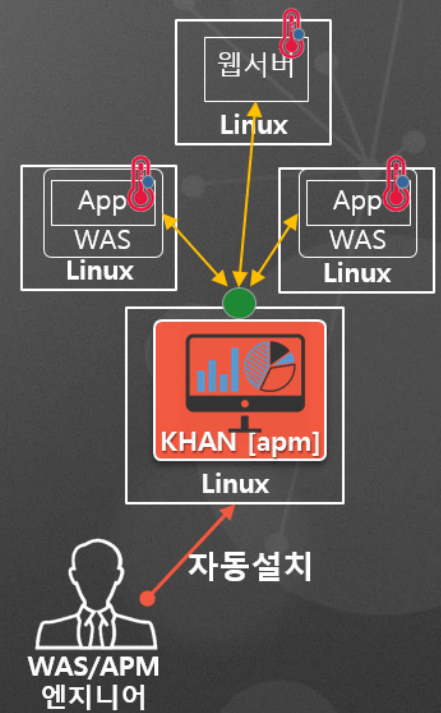 웹서버
Linux
App
WAS
Linux
App
WAS
Linux
KHAN [apm]
Linux
자동설치
WAS/APM
엔지니어